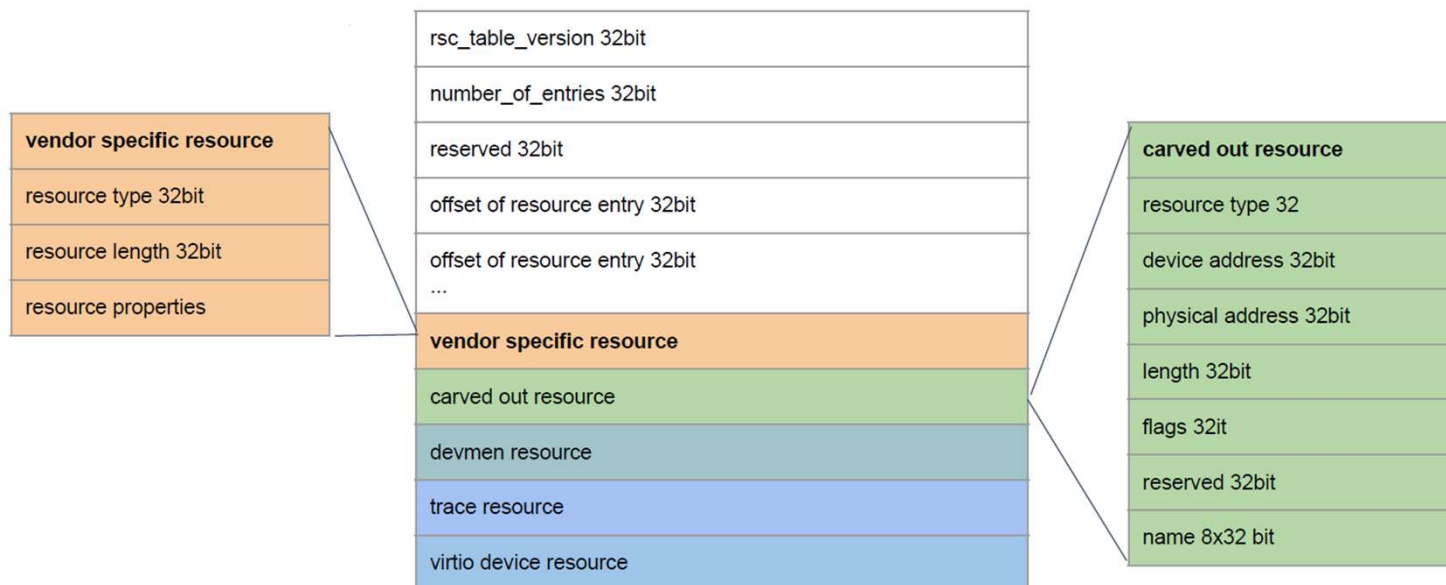 vendor specific resource
resource type 32bit
resource length 32bit
resource properties
rsc_table_version 32bit
number_of_entries 32bit
reserved 32bit
offset of resource entry 32bit
offset of resource entry 32bit
...
vendor specific resource
carved out resource
devmen resource
trace resource
virtio device resource
carved out resource
resource type 32
device address 32bit
physical address 32bit
length 32bit
flags 32it
reserved 32bit
name 8x32 bit